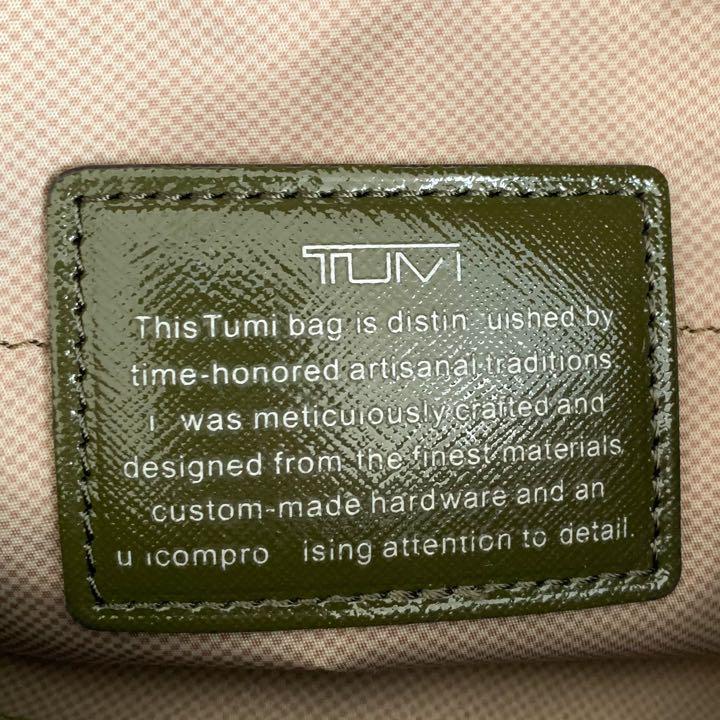 TUMI
This Tumi bag is distin uished by
time-honored artisanal traditions
I was meticulously crafted and
designed from the finest materials
custom-made hardware and an
u compro ising attention to detail.